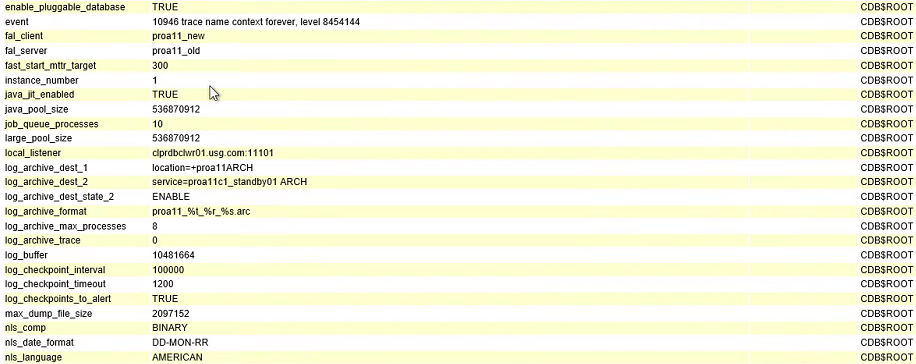 enable_pluggable_database TRUE CDB$ROOT
event 10946 trace name context forever, level 8454144 CDB$ROOT
fal_client proa11_new CDB$ROOT
fal_server proa11_old CDB$ROOT
fast_start_mttr_target 300 CDB$ROOT
instance_number 1 CDB$ROOT
java_jit_enabled TRUE CDB$ROOT
java_pool_size 536870912 CDB$ROOT
job_queue_processes 10 CDB$ROOT
large_pool_size 536870912 CDB$ROOT
local_listener clprdbclwr01.usg.com:11101 CDB$ROOT
log_archive_dest_1 location=+proa11ARCH CDB$ROOT
log_archive_dest_2 service=proa11c1_standby01 ARCH CDB$ROOT
log_archive_dest_state_2 ENABLE CDB$ROOT
log_archive_format proa11_%t_%r_%s.arc CDB$ROOT
log_archive_max_processes 8 CDB$ROOT
log_archive_trace 0 CDB$ROOT
log_buffer 10481664 CDB$ROOT
log_checkpoint_interval 100000 CDB$ROOT
log_checkpoint_timeout 1200 CDB$ROOT
log_checkpoints_to_alert TRUE CDB$ROOT
max_dump_file_size 2097152 CDB$ROOT
nls_comp BINARY CDB$ROOT
nls_date_format DD-MON-RR CDB$ROOT
nls_language AMERICAN CDB$ROOT